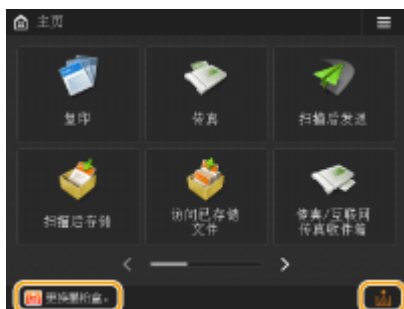 主页
复印
传真
扫描后发送
扫描后存储
访问已存储
文件
传真/互联网
传真收件箱
更换墨粉盒。